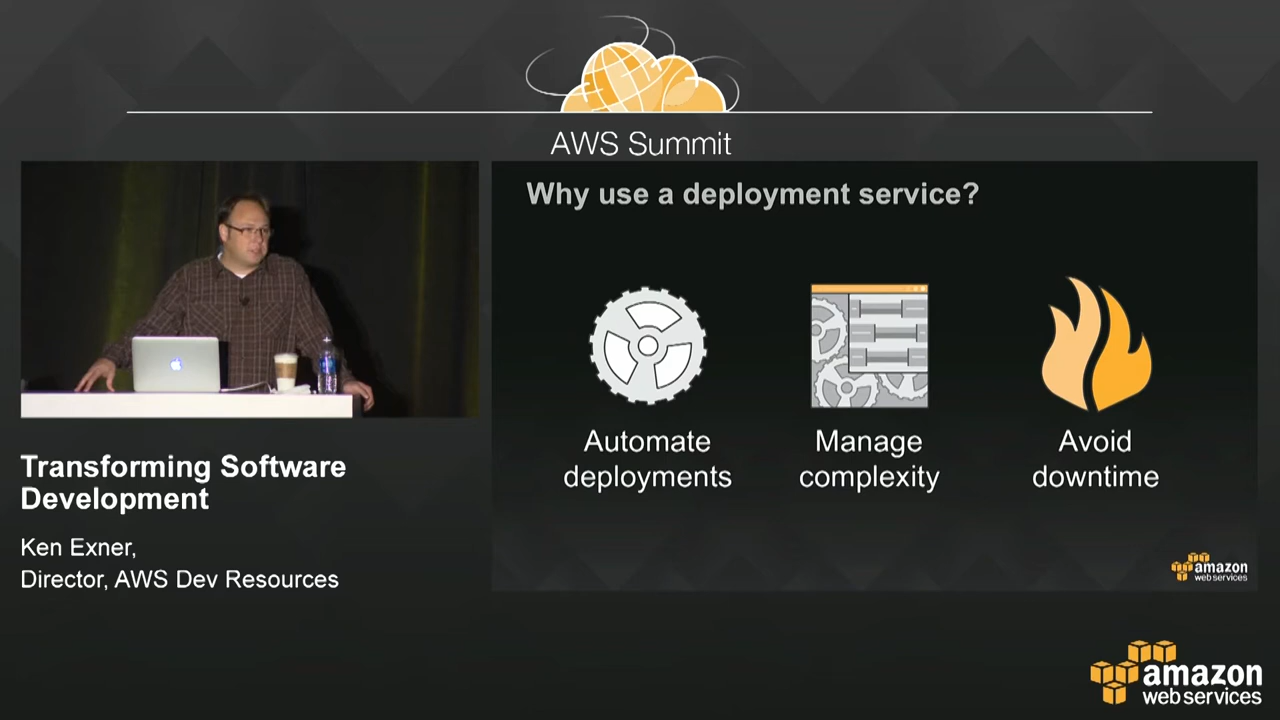 AWS Summit
Why use a deployment service?
Automate
deployments
Manage
complexity
Avoid
downtime
amazon
web services
Transforming Software
Development
Ken Exner,
Director, AWS Dev Resources
amazon
web services